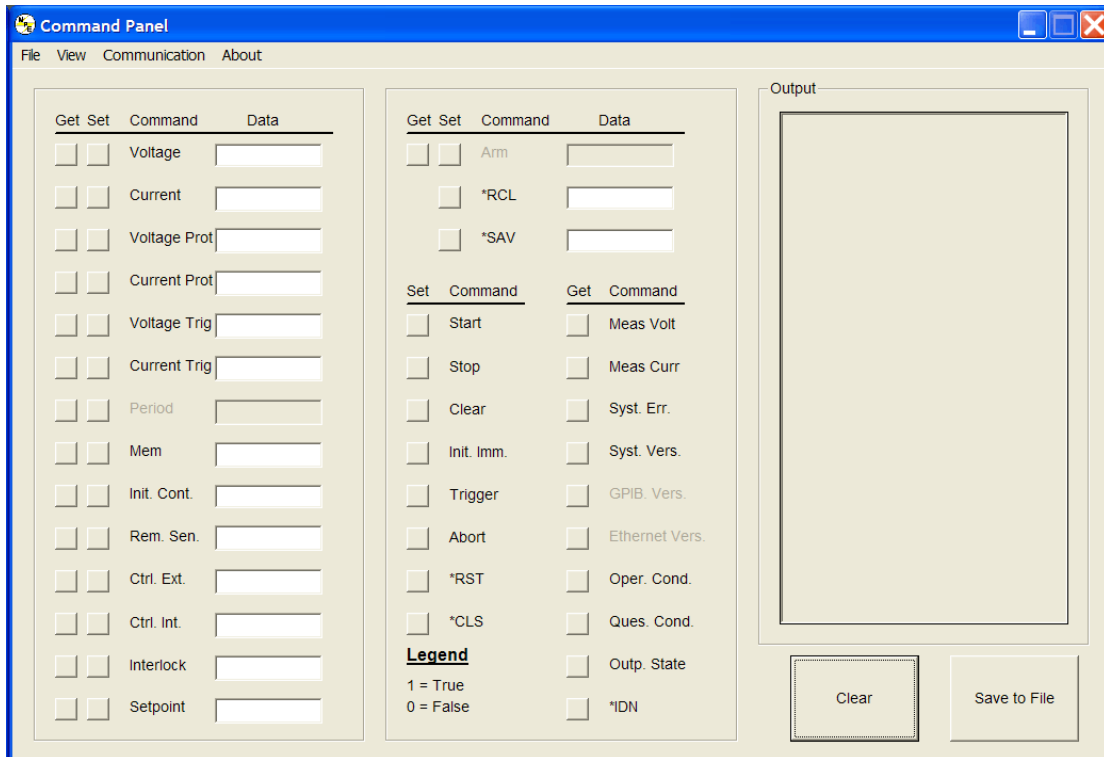 Command Panel
File View Communication About
Get Set Command Data
Voltage
Current
Voltage Prot
Current Prot
Voltage Trig
Current Trig
Period
Mem
Init. Cont.
Rem. Sen.
Ctrl. Ext.
Ctrl. Int.
Interlock
Setpoint
Get Set Command Data
Arm
*RCL
*SAV
Set Command
Start
Stop
Clear
Init. Imm.
Trigger
Abort
*RST
*CLS
Legend
1 = True
0 = False
Get Command
Meas Volt
Meas Curr
Syst. Err.
Syst. Vers.
GPIB. Vers.
Ethernet Vers.
Oper. Cond.
Ques. Cond.
Outp. State
*IDN
Output
Clear
Save to File